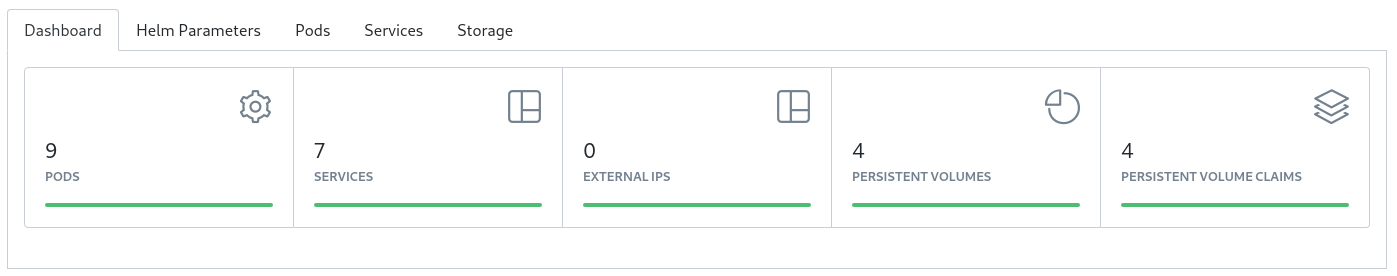 Dashboard Helm Parameters Pods Services Storage
9 7 0 4 4
PODS SERVICES EXTERNAL IPS PERSISTENT VOLUMES PERSISTENT VOLUME CLAIMS